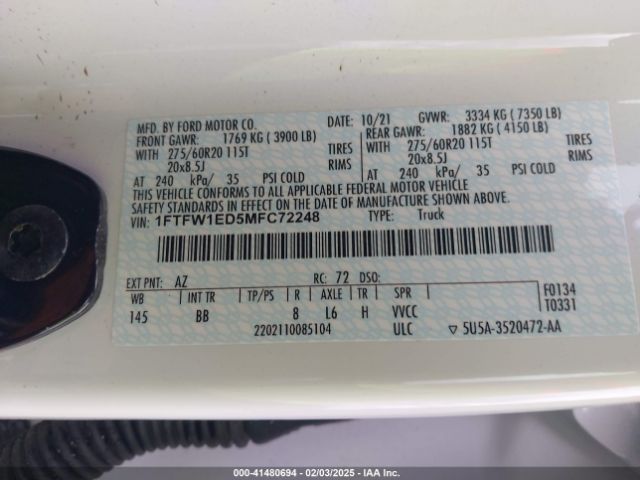 MFD. BY FORD MOTOR CO. DATE: 10/21 GVWR: 3334 KG ( 7350 LB)
FRONT GAWR: 1769 KG ( 3900 LB) REAR GAWR: 1882 KG ( 4150 LB)
WITH 275/60R20 115T TIRES WITH 275/60R20 115T TIRES
20x8.5J RIMS 20x8.5J RIMS
AT 240 kPa/ 35 PSI COLD AT 240 kPa/ 35 PSI COLD
THIS VEHICLE CONFORMS TO ALL APPLICABLE FEDERAL MOTOR VEHICLE
SAFETY STANDARDS IN EFFECT ON THE DATE OF MANUFACTURE SHOWN ABOVE.
VIN: 1FTFW1ED5MFC72248 TYPE: Truck
EXT PNT: AZ RC: 72 DSO:
WB INT TR TP/PS R AXLE TR SPR
145 BB 8 L6 H VVCC
F0134
T0331
2202110085104 ULC 5U5A-3520472-AA
000-41480694 - 02/03/2025 - IAA Inc.